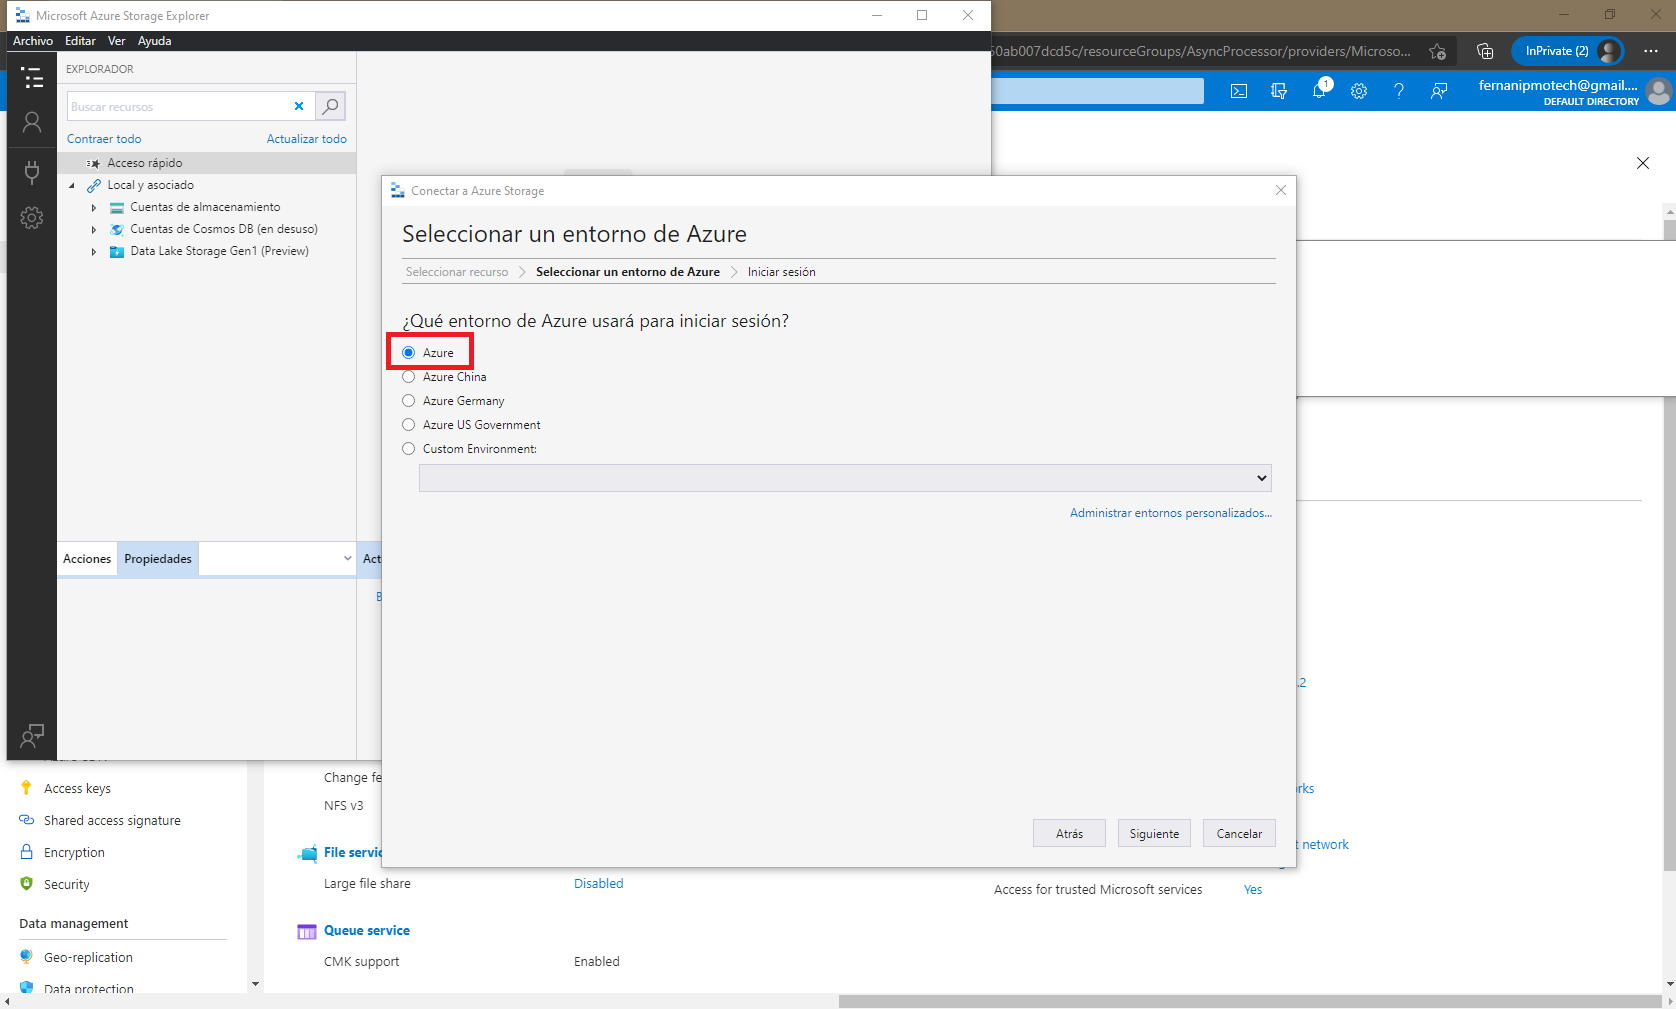 Microsoft Azure Storage Explorer
Archivo Editar Ver Ayuda
0ab007dcd5c/resourceGroups/AsyncProcessor/providers/Microso...
InPrivate (2)
EXPLORADOR
Buscar recursos
1
fernanipmotech@gmail....
DEFAULT DIRECTORY
Contraer todo Actualizar todo
Acceso rápido
Local y asociado
Cuentas de almacenamiento
Cuentas de Cosmos DB (en desuso)
Data Lake Storage Gen1 (Preview)
Acciones Propiedades
Act
B
Conectar a Azure Storage
Seleccionar un entorno de Azure
Seleccionar recurso > Seleccionar un entorno de Azure > Iniciar sesión
¿Qué entorno de Azure usará para iniciar sesión?
Azure
Azure China
Azure Germany
Azure US Government
Custom Environment:
Administrar entornos personalizados...
Atrás Siguiente Cancelar
.2
rks
t network
Access keys
Shared access signature
Encryption
Security
Data management
Geo-replication
Data protection
Change fe
NFS v3
File servic
Large file share Disabled
Access for trusted Microsoft services Yes
Queue service
CMK support Enabled